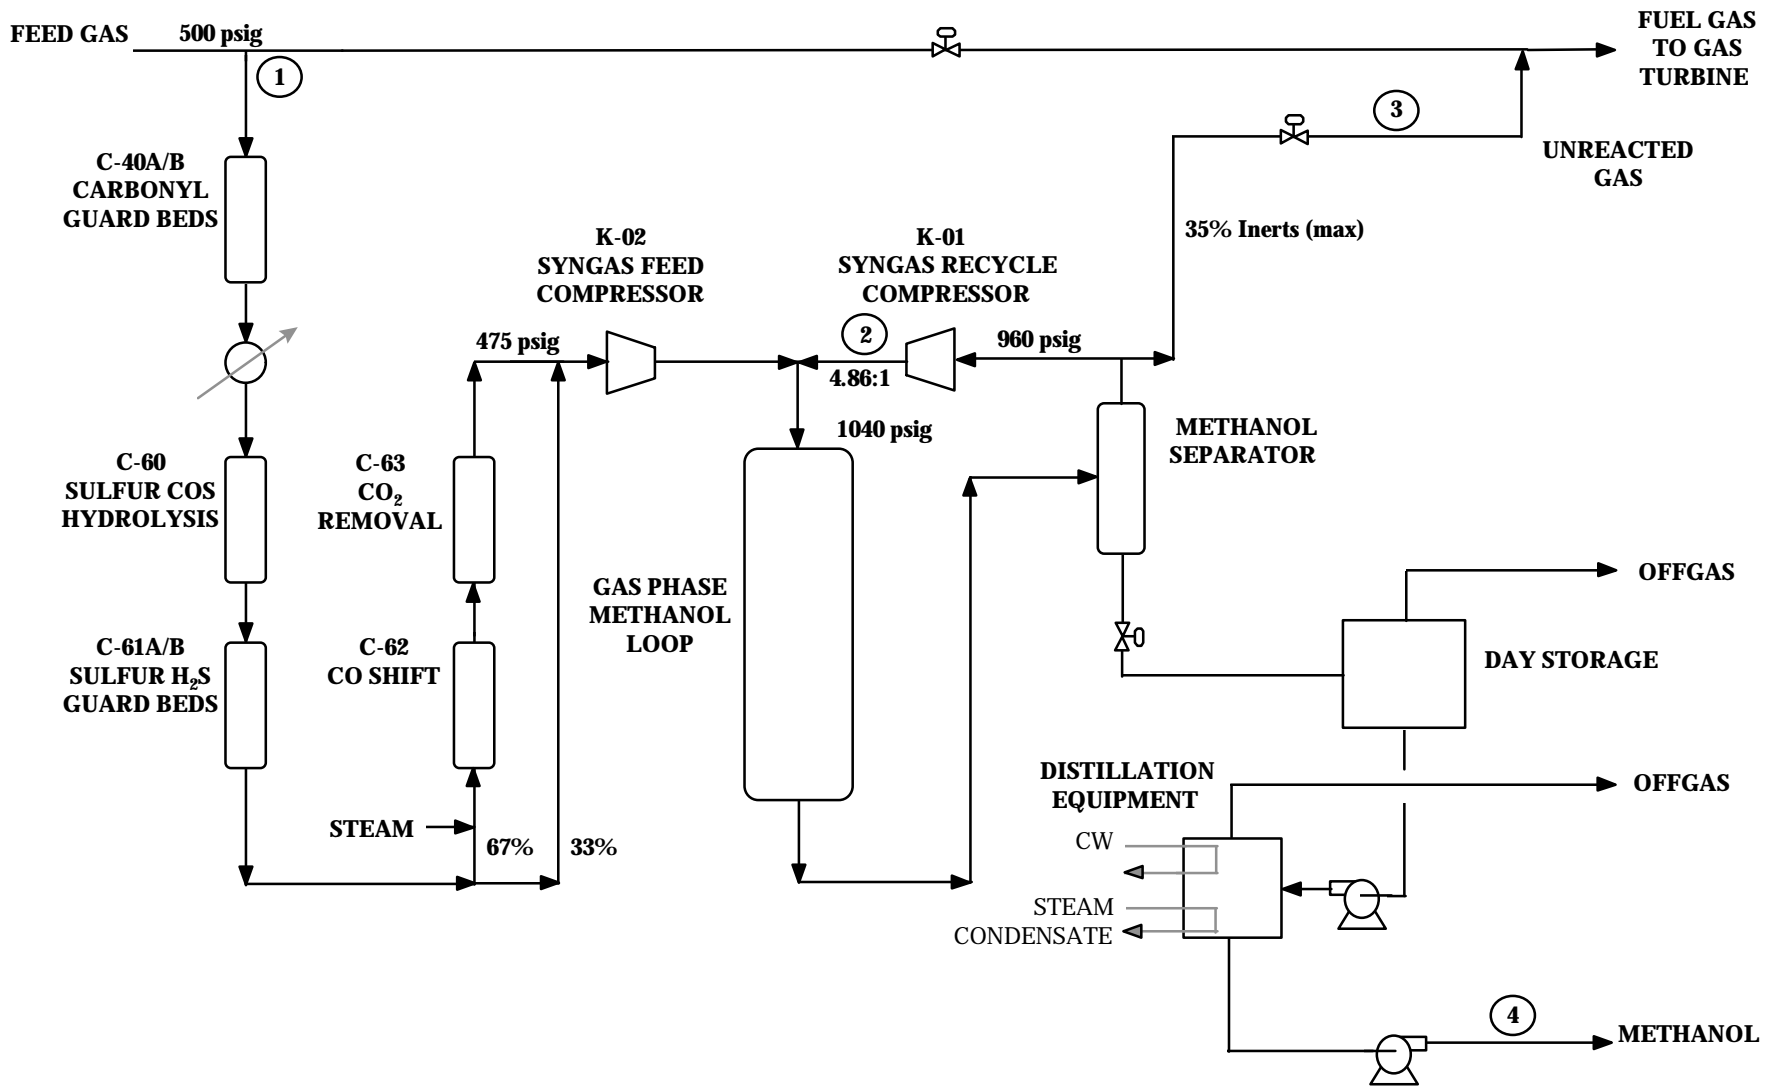 FEED GAS
500 psig
FUEL GAS
TO GAS
TURBINE
1
3
UNREACTED
GAS
C-40A/B
CARBONYL
GUARD BEDS
35% Inerts (max)
K-02
SYNGAS FEED
COMPRESSOR
K-01
SYNGAS RECYCLE
COMPRESSOR
2
475 psig
960 psig
4.86:1
1040 psig
METHANOL
SEPARATOR
C-60
SULFUR COS
HYDROLYSIS
C-63
CO₂
REMOVAL
GAS PHASE
METHANOL
LOOP
OFFGAS
C-61A/B
SULFUR H₂S
GUARD BEDS
C-62
CO SHIFT
DAY STORAGE
DISTILLATION
EQUIPMENT
OFFGAS
STEAM
67%
33%
CW
STEAM
CONDENSATE
4
METHANOL